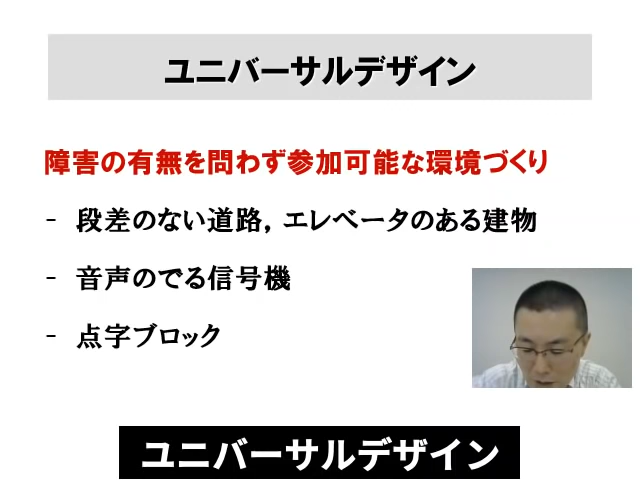 ユニバーサルデザイン
障害の有無を問わず参加可能な環境づくり
- 段差のない道路，エレベータのある建物
- 音声のでる信号機
- 点字ブロック
ユニバーサルデザイン